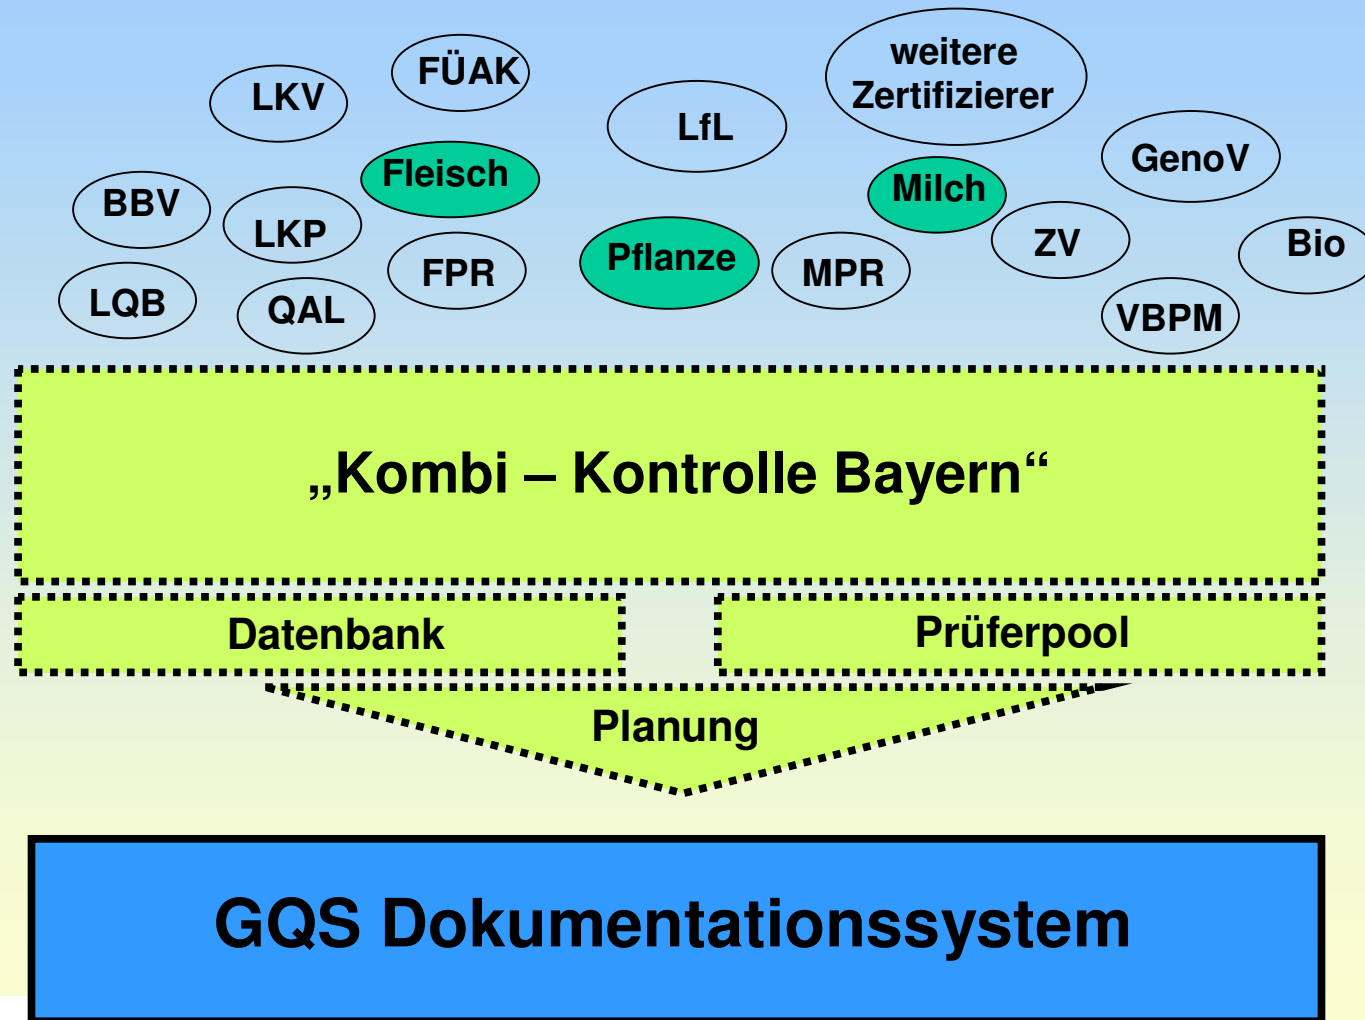 FÜAK
weitere
Zertifizierer
LKV
LfL
GenoV
Fleisch
Milch
BBV
LKP
ZV
Bio
Pflanze
FPR
MPR
LQB
QAL
VBPM
„Kombi – Kontrolle Bayern“
Datenbank
Prüferpool
Planung
GQS Dokumentationssystem